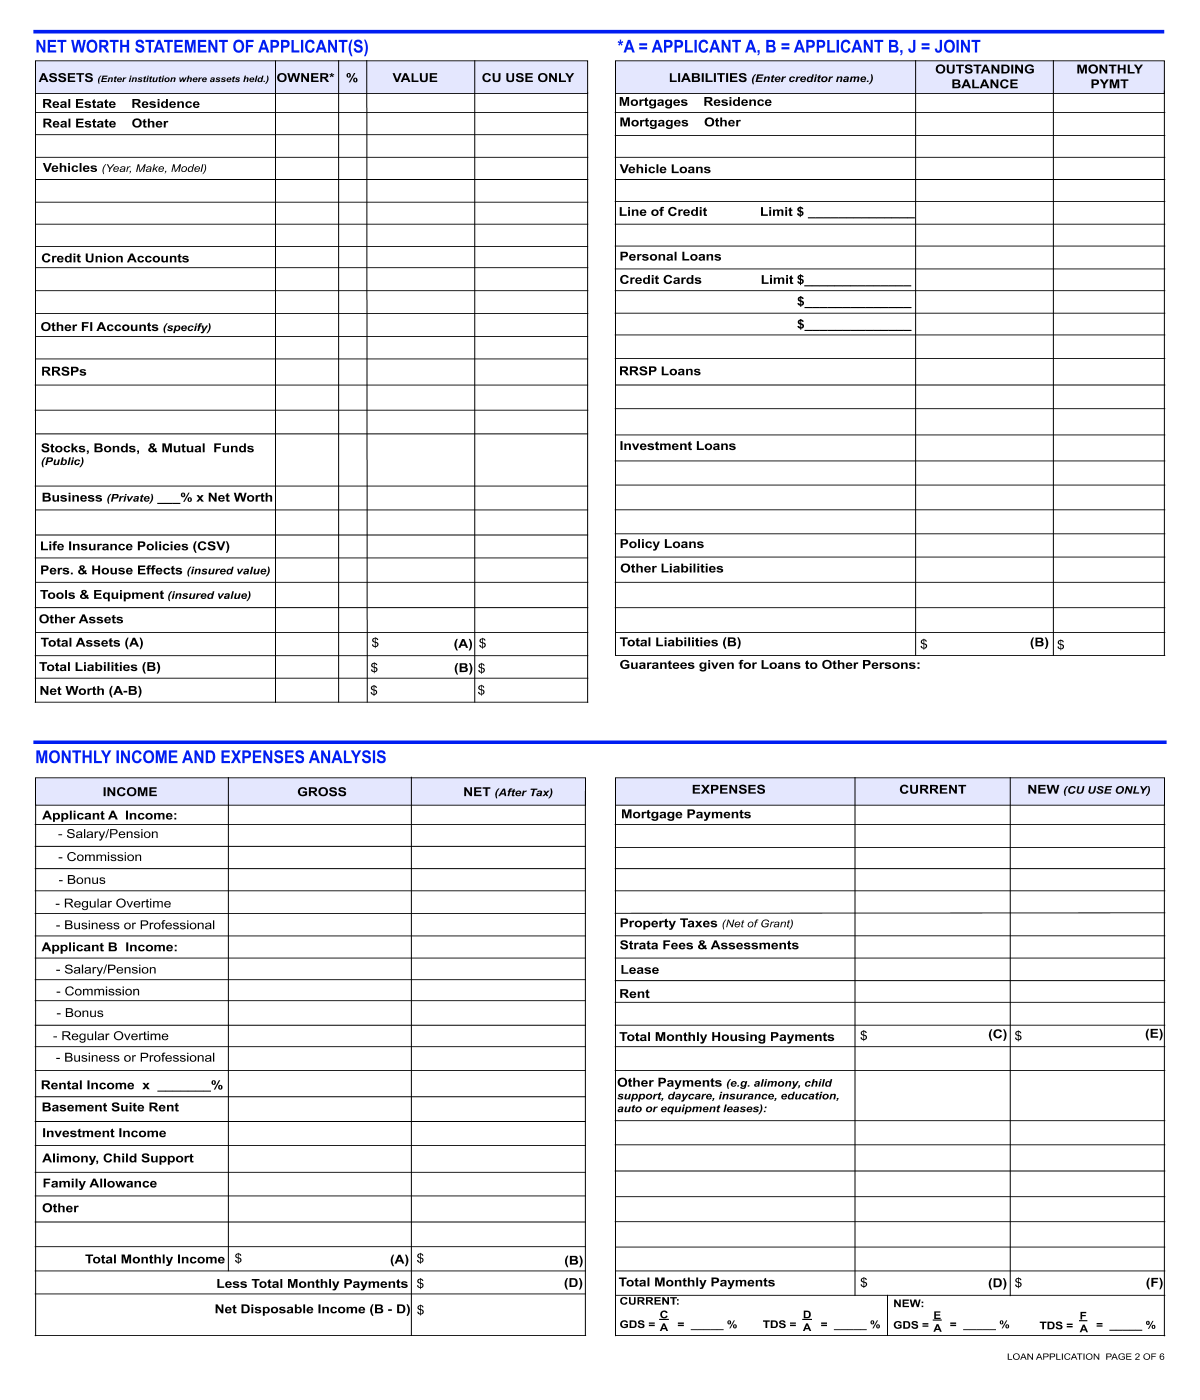 NET WORTH STATEMENT OF APPLICANT(S)
*A = APPLICANT A, B = APPLICANT B, J = JOINT
ASSETS (Enter institution where assets held.) OWNER* % VALUE CU USE ONLY
Real Estate Residence
Real Estate Other
Vehicles (Year, Make, Model)
Credit Union Accounts
Other FI Accounts (specify)
RRSPs
Stocks, Bonds, & Mutual Funds
(Public)
Business (Private) ___% x Net Worth
Life Insurance Policies (CSV)
Pers. & House Effects (insured value)
Tools & Equipment (insured value)
Other Assets
Total Assets (A) $ (A) $
Total Liabilities (B) $ (B) $
Net Worth (A-B) $ $
LIABILITIES (Enter creditor name.) OUTSTANDING BALANCE MONTHLY PYMT
Mortgages Residence
Mortgages Other
Vehicle Loans
Line of Credit Limit $ ______________
Personal Loans
Credit Cards Limit $______________
$______________
$______________
RRSP Loans
Investment Loans
Policy Loans
Other Liabilities
Total Liabilities (B) $ (B) $
Guarantees given for Loans to Other Persons:
MONTHLY INCOME AND EXPENSES ANALYSIS
INCOME GROSS NET (After Tax)
Applicant A Income:
- Salary/Pension
- Commission
- Bonus
- Regular Overtime
- Business or Professional
Applicant B Income:
- Salary/Pension
- Commission
- Bonus
- Regular Overtime
- Business or Professional
Rental Income x _______%
Basement Suite Rent
Investment Income
Alimony, Child Support
Family Allowance
Other
Total Monthly Income $ (A) $ (B)
Less Total Monthly Payments $ (D)
Net Disposable Income (B - D) $
EXPENSES CURRENT NEW (CU USE ONLY)
Mortgage Payments
Property Taxes (Net of Grant)
Strata Fees & Assessments
Lease
Rent
Total Monthly Housing Payments $ (C) $ (E)
Other Payments (e.g. alimony, child
support, daycare, insurance, education,
auto or equipment leases):
Total Monthly Payments $ (D) $ (F)
CURRENT:
GDS = C/A = _____ % TDS = D/A = _____ %
NEW:
GDS = E/A = _____ % TDS = F/A = _____ %
LOAN APPLICATION PAGE 2 OF 6